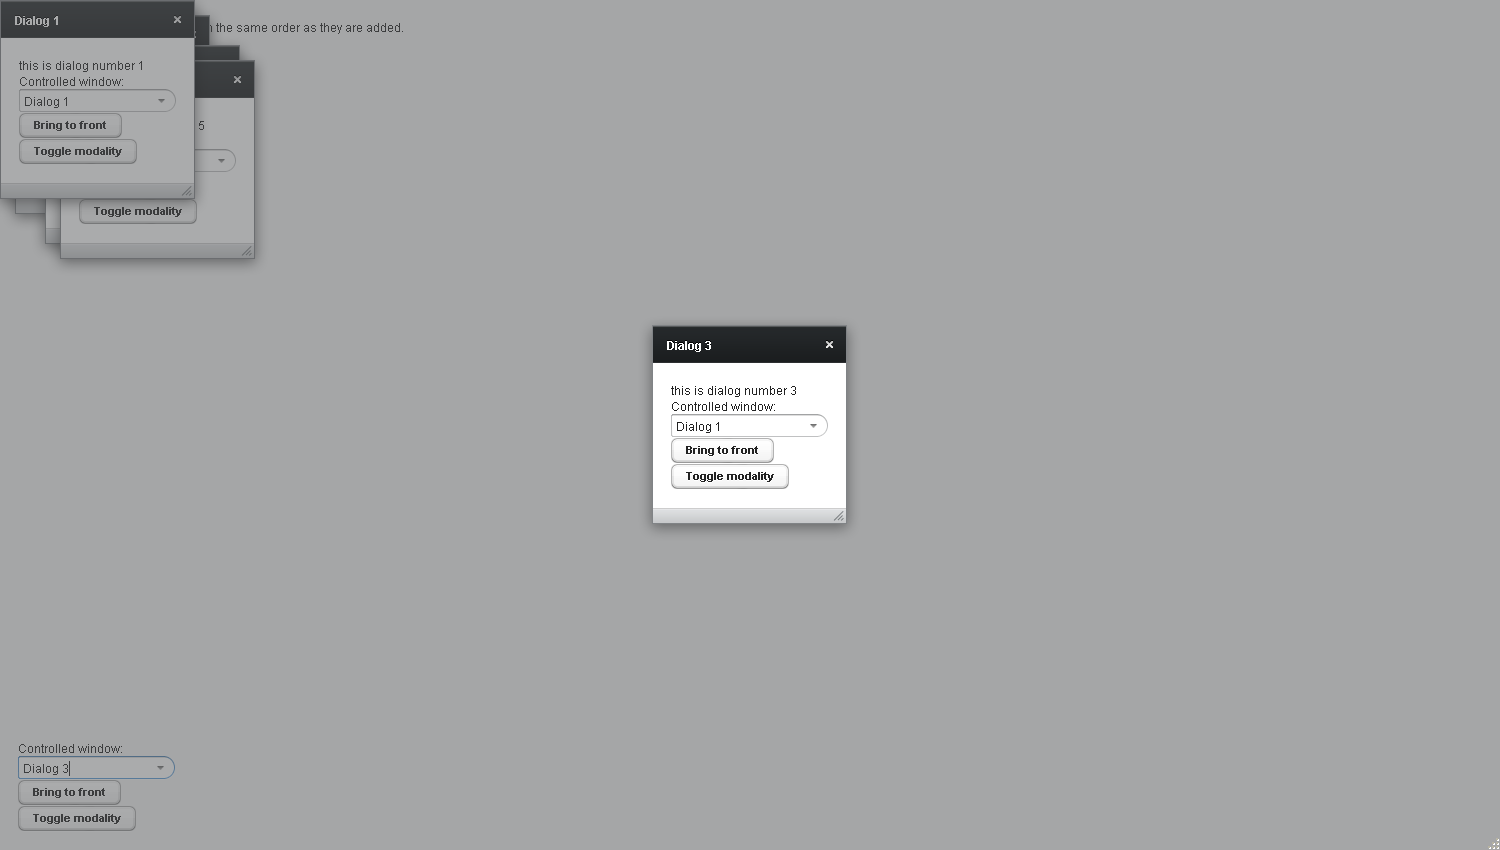 Dialog 1
the same order as they are added.
this is dialog number 1
Controlled window:
Dialog 1
Bring to front
Toggle modality
5
Toggle modality
Dialog 3
this is dialog number 3
Controlled window:
Dialog 1
Bring to front
Toggle modality
Controlled window:
Dialog 3
Bring to front
Toggle modality